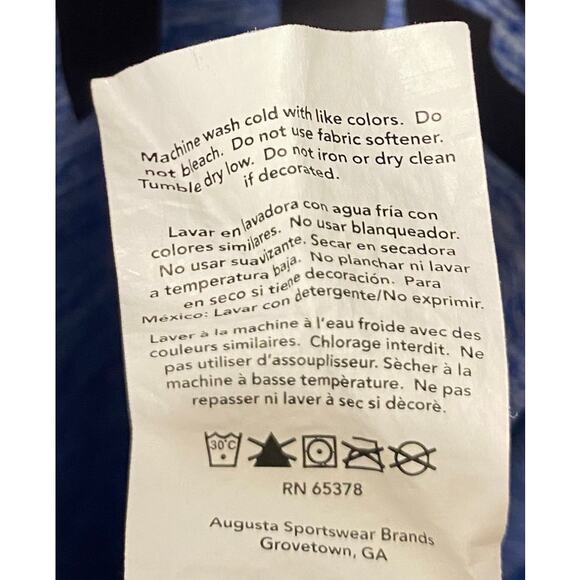 Machine wash cold with like colors. Do
not bleach. Do not use fabric softener.
Tumble dry low. Do not iron or dry clean
if decorated.
Lavar en lavadora con agua fría con
colores similares. No usar blanqueador.
No usar suavizante. Secar en secadora
a temperatura baja. No planchar ni lavar
en seco si tiene decoración. Para
México: Lavar con detergente/No exprimir.
Laver à la machine à l'eau froide avec des
couleurs similaires. Chlorage interdit. Ne
pas utiliser d'assouplisseur. Sècher à la
machine à basse tempèrature. Ne pas
repasser ni laver à sec si dècorè.
30°C
RN 65378
Augusta Sportswear Brands
Grovetown, GA